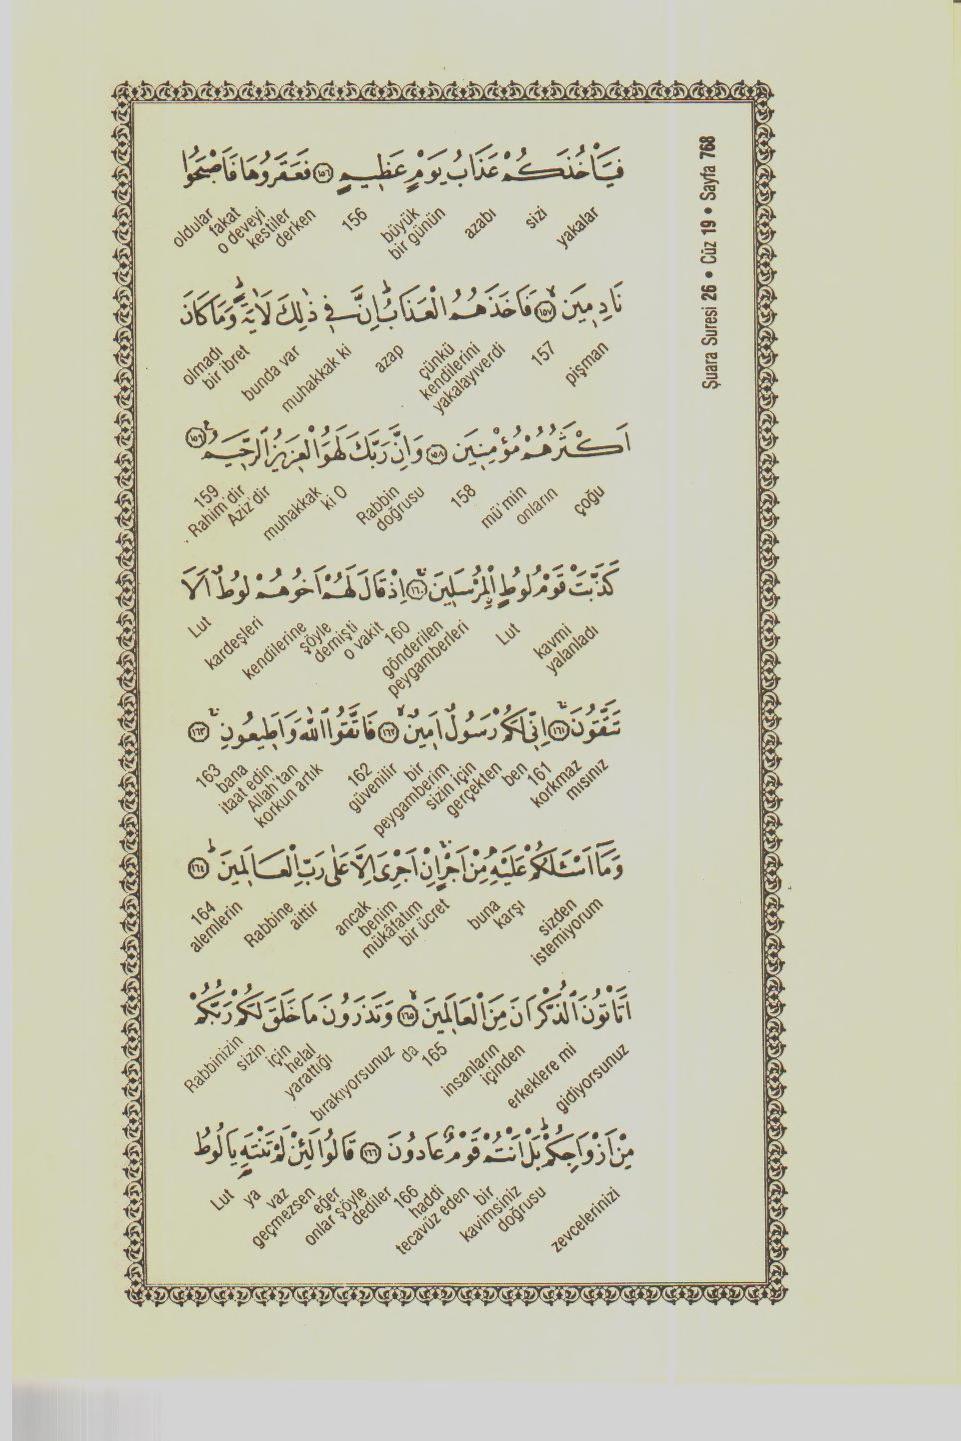 Şuara Suresi 26 • Cüz 19 • Sayfa 768
فَيَأْخُذَكُمْ عَذَابُ يَوْمٍ عَظِيمٍ ﴿١٥٦﴾ فَعَقَرُوهَا فَاَصْبَحُوا
yakalar sizi azabı büyük bir günün 156 derken kestiler o deveyi fakat oldular
نَادِمِينَ ﴿١٥٧﴾ فَاَخَذَهُمُ الْعَذَابُ اِنَّ فِي ذٰلِكَ لَاٰيَةً وَمَا كَانَ
pişman 157 çünkü kendilerini yakalayıverdi azap muhakkak ki bunda var bir ibret olmadı
اَكْثَرُهُمْ مُؤْمِنِينَ ﴿١٥٨﴾ وَاِنَّ رَبَّكَ لَهُوَ الْعَزِيزُ الرَّحِيمُ ﴿١٥٩﴾
çoğu onların mü'min 158 doğrusu Rabbin ki O muhakkak Aziz'dir Rahim'dir 159
كَذَّبَتْ قَوْمُ لُوطٍ الْمُرْسَلِينَ ﴿١٦٠﴾ اِذْ قَالَ لَهُمْ اَخُوهُمْ لُوطٌ اَلَا
yalanladı kavmi Lut gönderilen peygamberleri 160 o vakit demişti şöyle kendilerine kardeşleri Lut
تَتَّقُونَ ﴿١٦١﴾ اِنِّي لَكُمْ رَسُولٌ اَمِينٌ ﴿١٦٢﴾ فَاتَّقُوا اللّٰهَ وَاَطِيعُونِ ﴿١٦٣﴾
korkmaz mısınız 161 ben gerçekten sizin için peygamberim bir güvenilir 162 korkun artık Allah'tan itaat edin bana 163
وَمَا اَسْـَٔلُكُمْ عَلَيْهِ مِنْ اَجْرٍ اِنْ اَجْرِيَ اِلَّا عَلٰى رَبِّ الْعَالَمِينَ ﴿١٦٤﴾
sizden istemiyorum buna karşı bir ücret benim mükâfatım ancak aittir Rabbine alemlerin 164
اَتَأْتُونَ الذُّكْرَانَ مِنَ الْعَالَمِينَ ﴿١٦٥﴾ وَتَذَرُونَ مَا خَلَقَ لَكُمْ رَبُّكُمْ
gidiyorsunuz erkeklere mi içinden insanların 165 da bırakıyorsunuz yarattığı helal için sizin Rabbinizin
مِنْ اَزْوَاجِكُمْ بَلْ اَنْتُمْ قَوْمٌ عَادُونَ ﴿١٦٦﴾ قَالُوا لَئِنْ لَمْ تَنْتَهِ يَا لُوطُ
zevcelerinizi doğrusu kavimsiniz bir tecavüz eden haddi 166 dediler onlar şöyle eğer geçmezsen vaz ya Lut